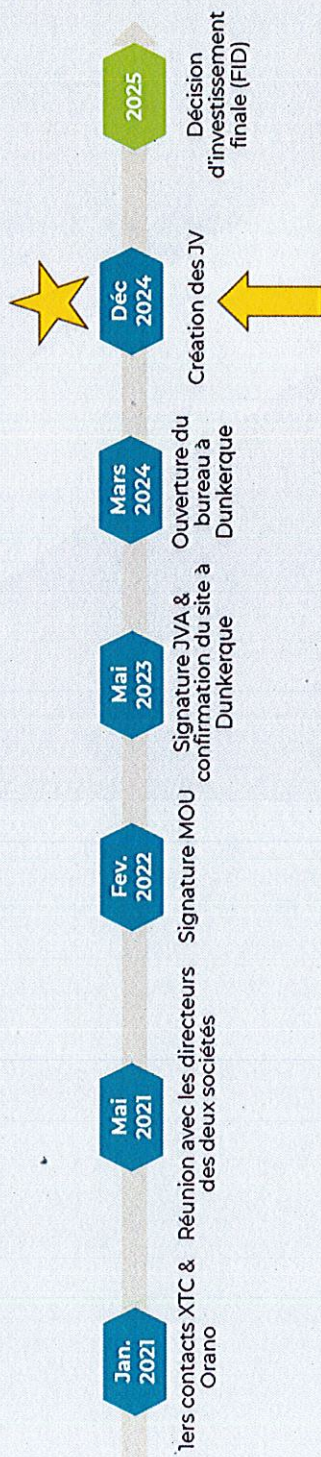 Jan.
2021
1ers contacts XTC &
Orano
Mai
2021
Réunion avec les directeurs
des deux sociétés
Fev.
2022
Signature MOU
Mai
2023
Signature JVA &
confirmation du site à
Dunkerque
Mars
2024
Ouverture du
bureau à
Dunkerque
Déc
2024
Création des JV
2025
Décision
d'investissement
finale (FID)